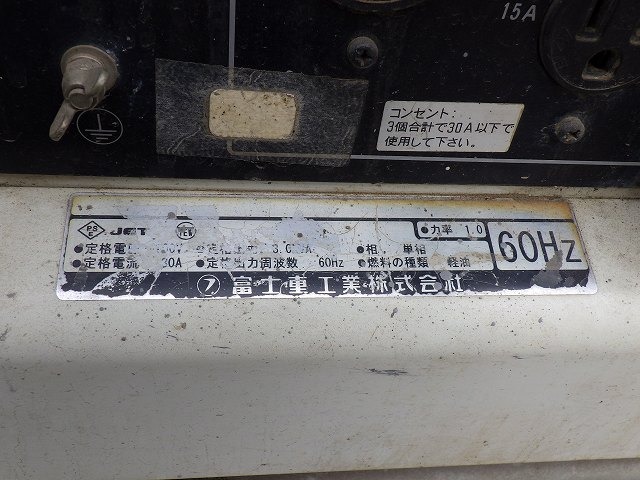 15A
コンセント:
3個合計で30A以下で
使用して下さい。
PS
E
JET
TET
●力率 1.0
60Hz
●定格電 100V
●相 単相
●定格電流 30A ●定格出力周波数 60Hz ●燃料の種類 軽油
富士重工業株式会社